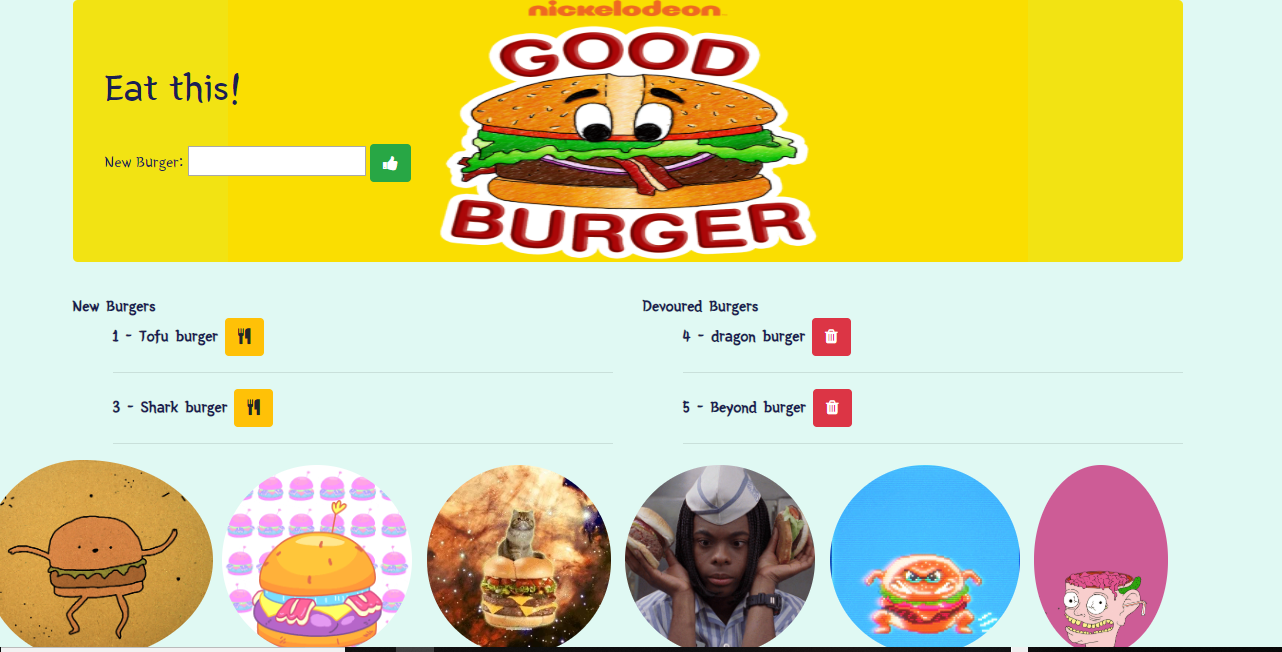 nickelodeon
GOOD
BURGER
Eat this!
New Burger:
New Burgers
1 - Tofu burger
3 - Shark burger
Devoured Burgers
4 - dragon burger
5 - Beyond burger